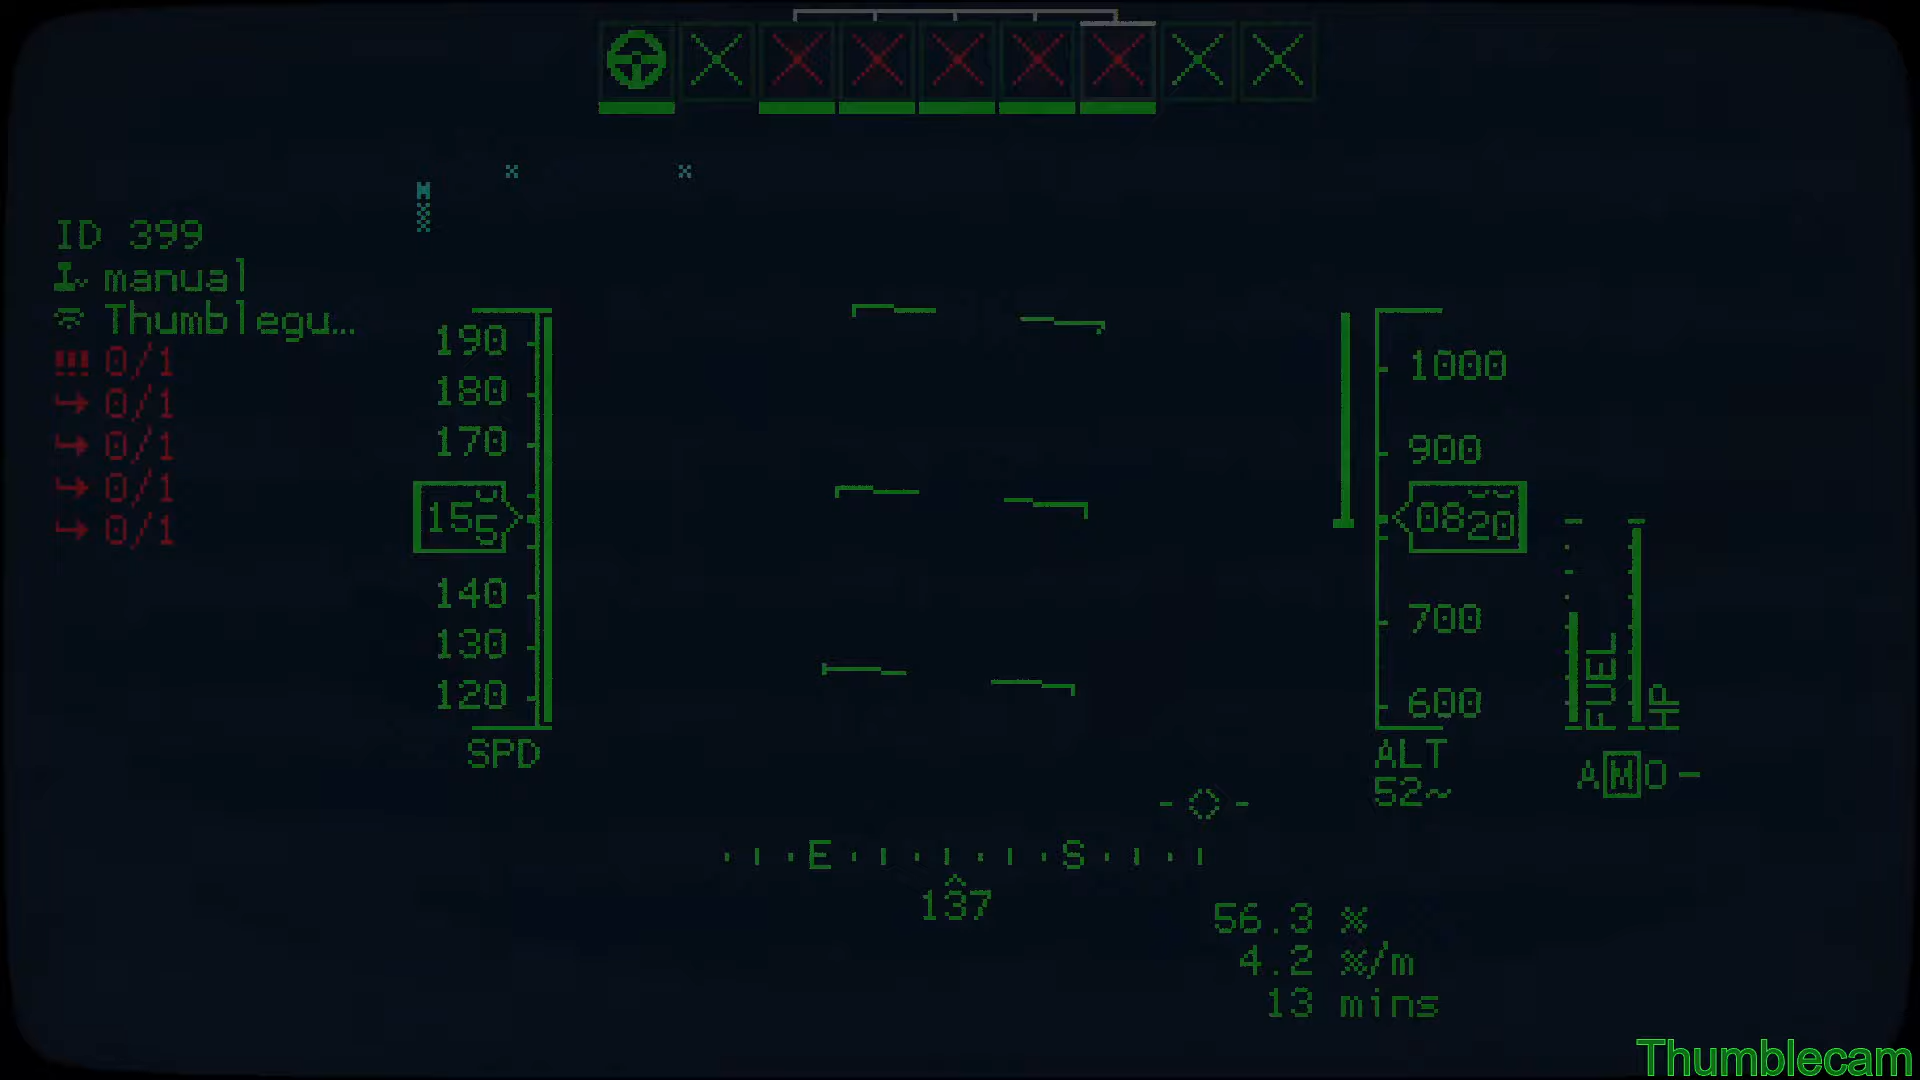 ID 399
manual
Thumblegu...
!!! 0/1
0/1
0/1
0/1
0/1
190
180
170
155
140
130
120
SPD
1000
900
0820
700
600
ALT
52~
FUEL
HP
A M O -
E S
137
56.3 %
4.2 %/m
13 mins
Thumblecam